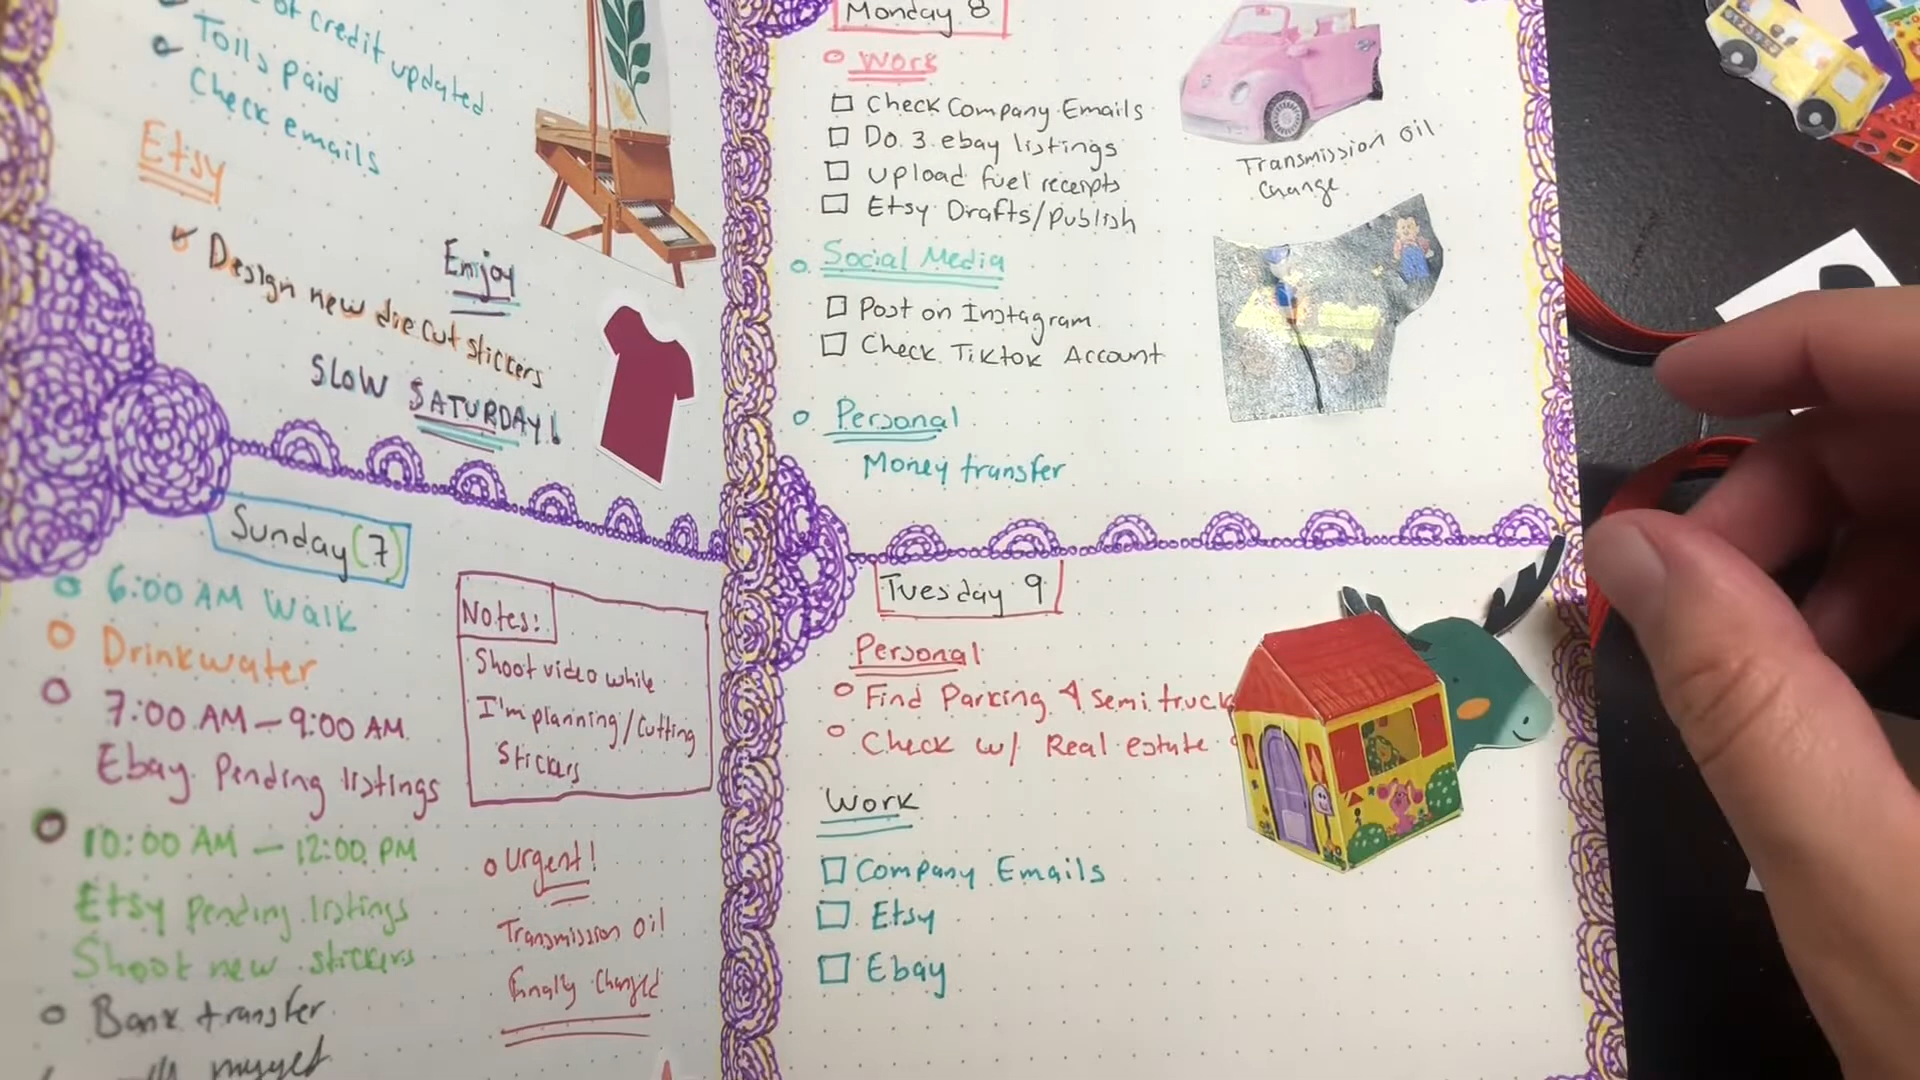 of credit updated
Tolls paid
Check emails
Etsy
Design new die cut stickers
Enjoy
SLOW SATURDAY!
Sunday (7)
6:00 AM Walk
Drink water
7:00 AM - 9:00 AM
Ebay Pending listings
10:00 AM - 12:00 PM
Etsy pending listings
Shoot new stickers
Bank transfer
Notes:
Shoot video while
I'm planning/cutting
Stickers
Urgent!
Transmission Oil
finally changed
Monday 8
Work
Check Company Emails
Do 3 ebay listings
Upload fuel receipts
Etsy Drafts/Publish
Transmission Oil
Change
Social Media
Post on Instagram
Check Tiktok Account
Personal
Money transfer
Tuesday 9
Personal
Find Parking 4 semi truck
Check w/ Real estate
Work
Company Emails
Etsy
Ebay